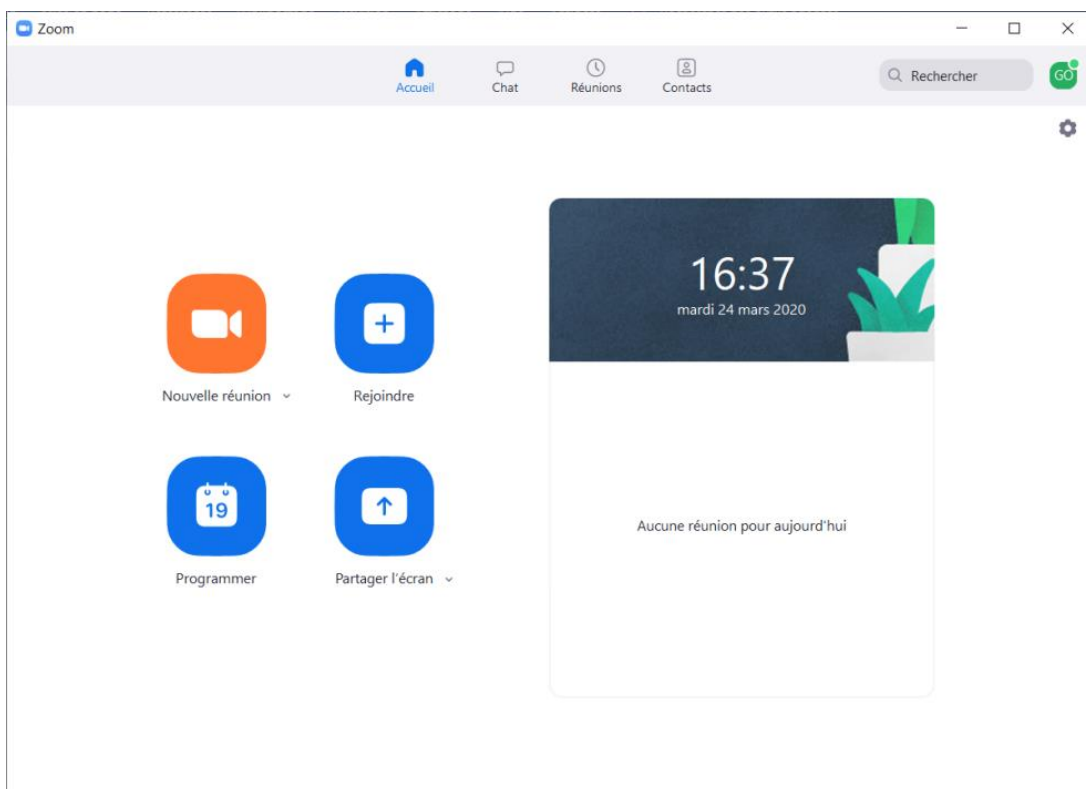 Zoom
Accueil
Chat
Réunions
Contacts
Rechercher
GO
16:37
mardi 24 mars 2020
Nouvelle réunion
Rejoindre
19
Programmer
Partager l'écran
Aucune réunion pour aujourd'hui